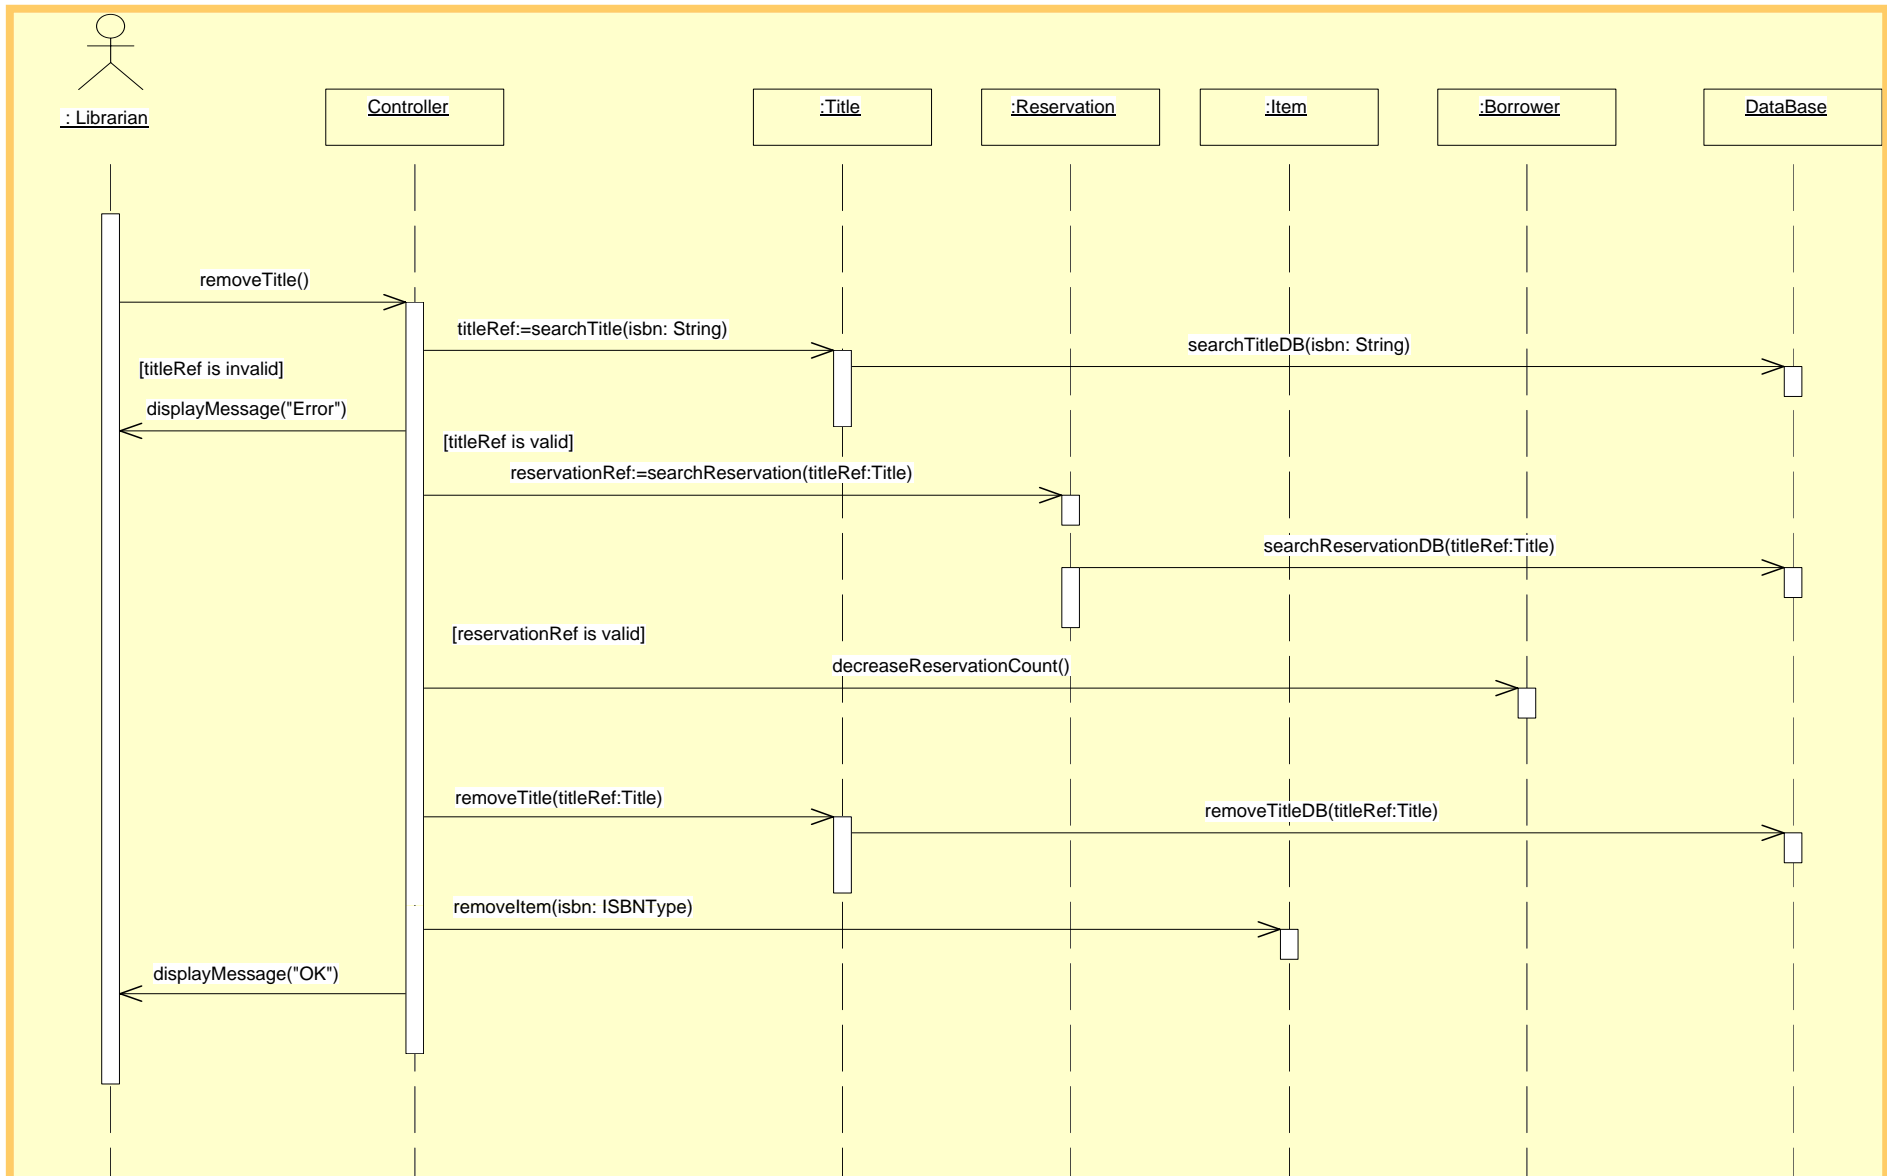 : Librarian
Controller
:Title
:Reservation
:Item
:Borrower
DataBase
removeTitle()
titleRef:=searchTitle(isbn: String)
searchTitleDB(isbn: String)
[titleRef is invalid]
displayMessage("Error")
[titleRef is valid]
reservationRef:=searchReservation(titleRef:Title)
searchReservationDB(titleRef:Title)
[reservationRef is valid]
decreaseReservationCount()
removeTitle(titleRef:Title)
removeTitleDB(titleRef:Title)
removeItem(isbn: ISBNType)
displayMessage("OK")